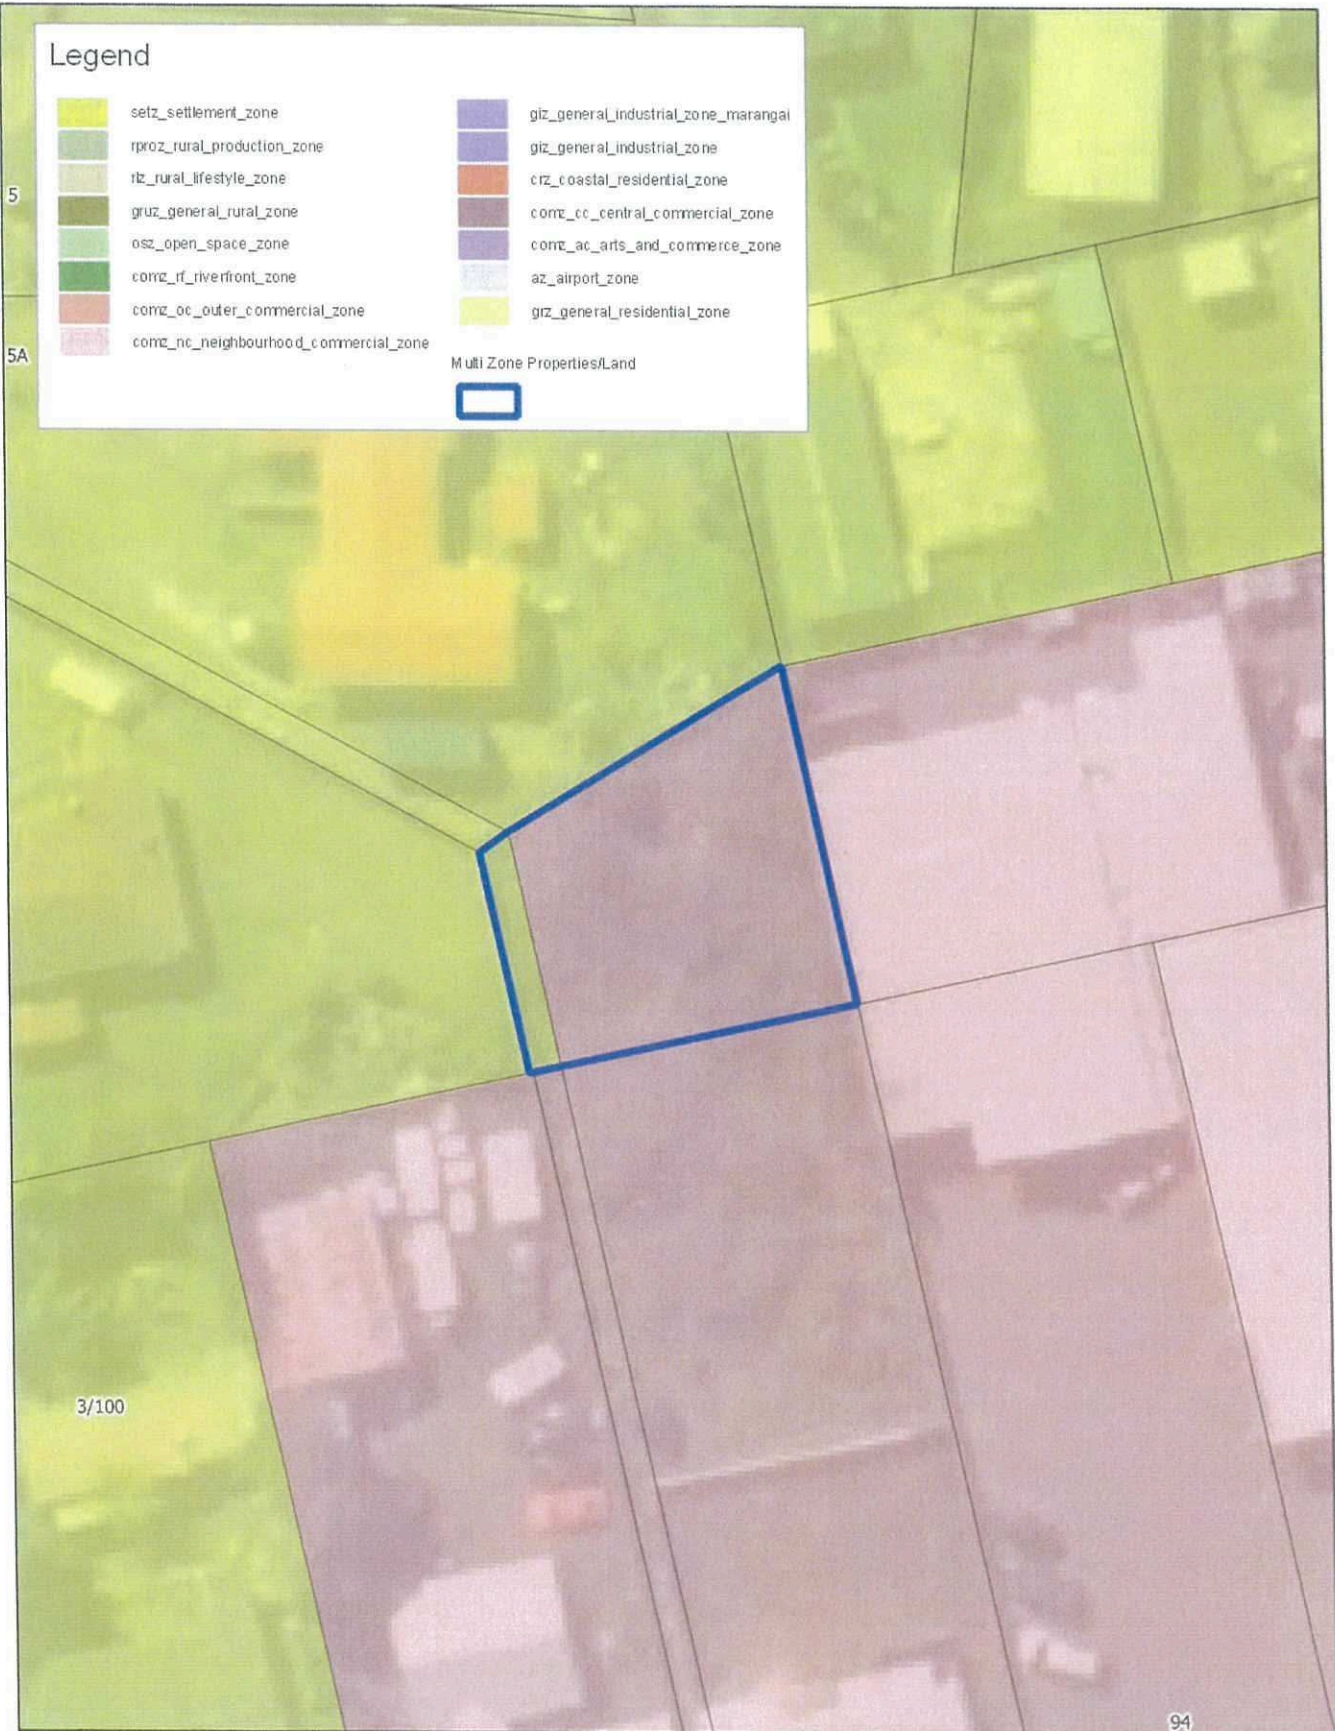 Legend
setz_settlement_zone
rproz_rural_production_zone
rlz_rural_lifestyle_zone
gruz_general_rural_zone
osz_open_space_zone
comz_rf_riverfront_zone
comz_oc_outer_commercial_zone
comz_nc_neighbourhood_commercial_zone
giz_general_industrial_zone_marangai
giz_general_industrial_zone
crz_coastal_residential_zone
comz_cc_central_commercial_zone
comz_ac_arts_and_commerce_zone
az_airport_zone
grz_general_residential_zone
Multi Zone Properties/Land
5
5A
3/100
94